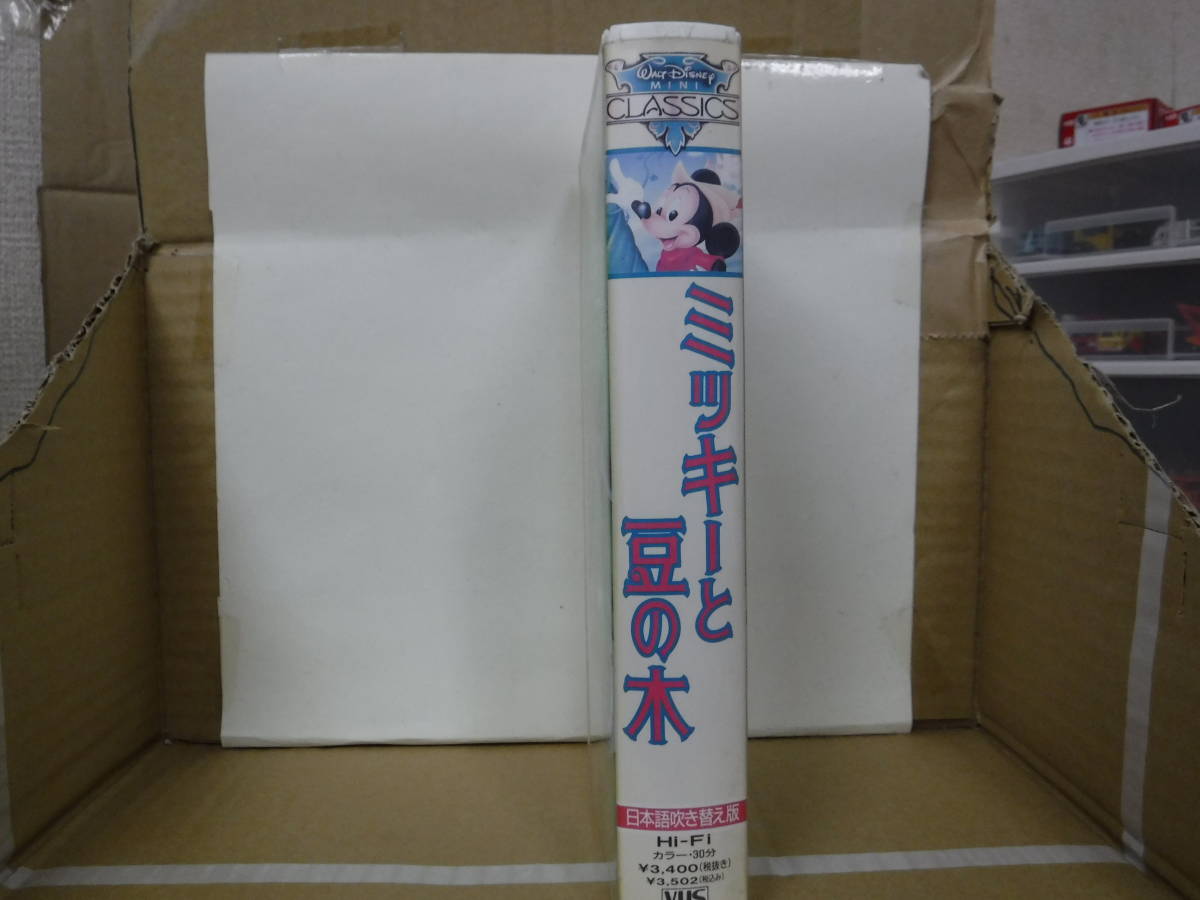 WALT DISNEY
MINI
CLASSICS
ミッキーと
豆の木
日本語吹き替え版
Hi-Fi
カラー・30分
¥3,400(税抜き)
¥3,502(税込み)
VHS